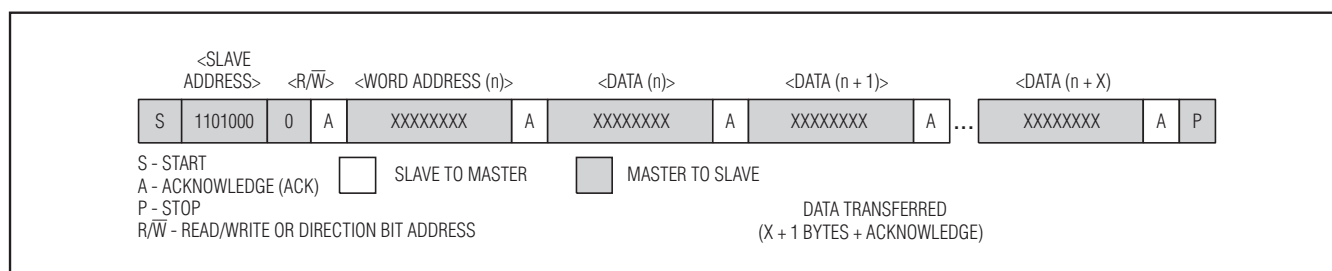 <SLAVE
ADDRESS> <R/W̅> <WORD ADDRESS (n)> <DATA (n)> <DATA (n + 1)> <DATA (n + X)
S 1101000 0 A XXXXXXXX A XXXXXXXX A XXXXXXXX A ... XXXXXXXX A P
S - START
A - ACKNOWLEDGE (ACK) SLAVE TO MASTER MASTER TO SLAVE
P - STOP DATA TRANSFERRED
R/W̅ - READ/WRITE OR DIRECTION BIT ADDRESS (X + 1 BYTES + ACKNOWLEDGE)